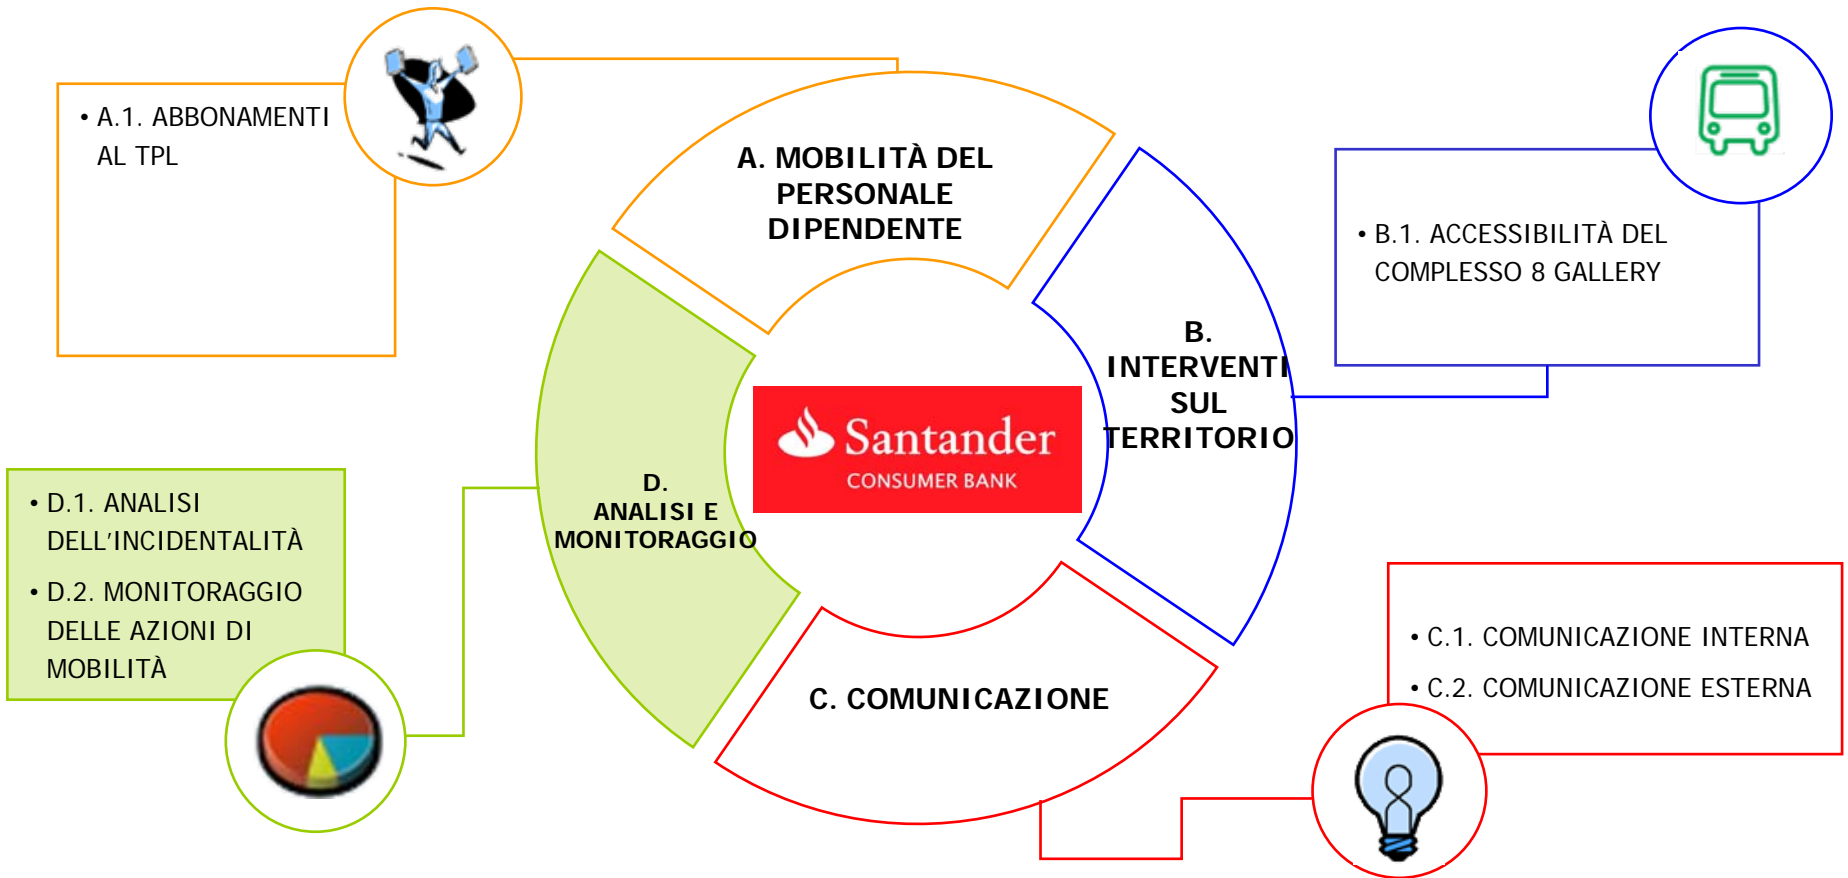 • A.1. ABBONAMENTI
AL TPL
A. MOBILITÀ DEL
PERSONALE
DIPENDENTE
• B.1. ACCESSIBILITÀ DEL
COMPLESSO 8 GALLERY
B.
INTERVENTI
SUL
TERRITORIO
Santander
CONSUMER BANK
D.
ANALISI E
MONITORAGGIO
• D.1. ANALISI
DELL'INCIDENTALITÀ
• D.2. MONITORAGGIO
DELLE AZIONI DI
MOBILITÀ
C. COMUNICAZIONE
• C.1. COMUNICAZIONE INTERNA
• C.2. COMUNICAZIONE ESTERNA